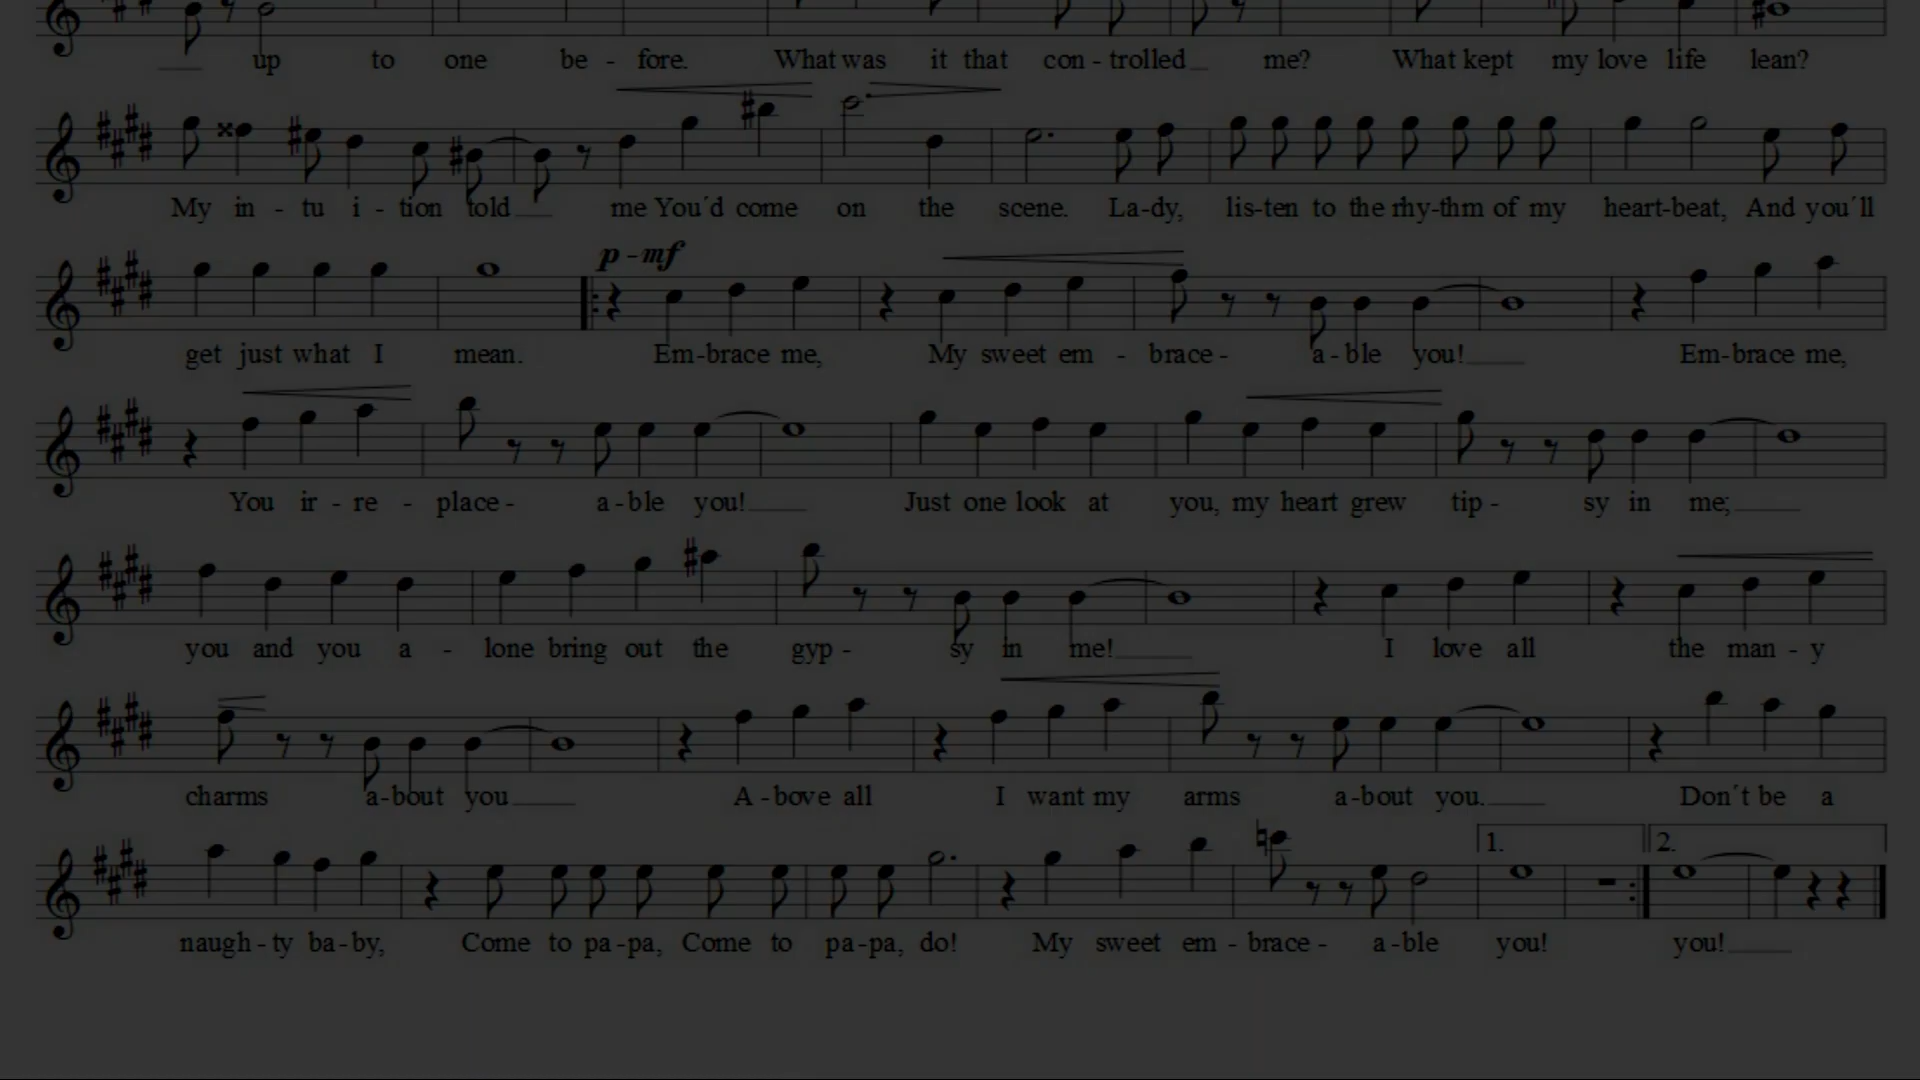 up to one be - fore. What was it that con - trolled me? What kept my love life lean?
My in - tu i - tion told me You´d come on the scene. La-dy, lis-ten to the rhy-thm of my heart-beat, And you´ll
p - mf
get just what I mean. Em-brace me, My sweet em - brace - a-ble you! Em-brace me,
You ir - re - place - a-ble you! Just one look at you, my heart grew tip - sy in me;
you and you a - lone bring out the gyp - sy in me! I love all the man - y
charms a-bout you A-bove all I want my arms a-bout you. Don´t be a
1. 2.
naugh-ty ba-by, Come to pa-pa, Come to pa-pa, do! My sweet em - brace - a-ble you! you!